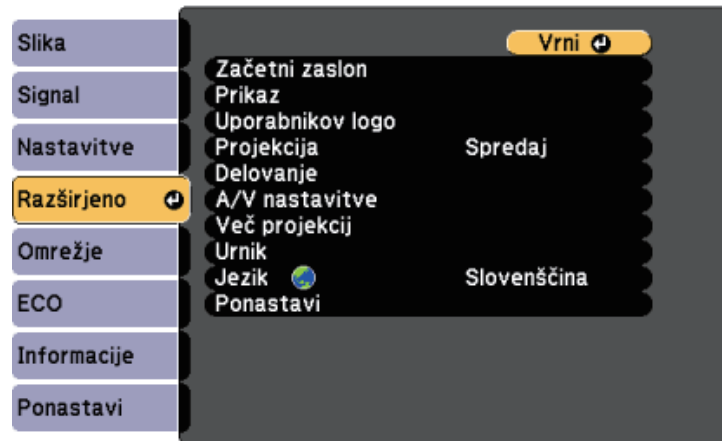 Slika
Signal
Nastavitve
Razširjeno
Omrežje
ECO
Informacije
Ponastavi
Vrni
Začetni zaslon
Prikaz
Uporabnikov logo
Projekcija Spredaj
Delovanje
A/V nastavitve
Več projekcij
Urnik
Jezik Slovenščina
Ponastavi